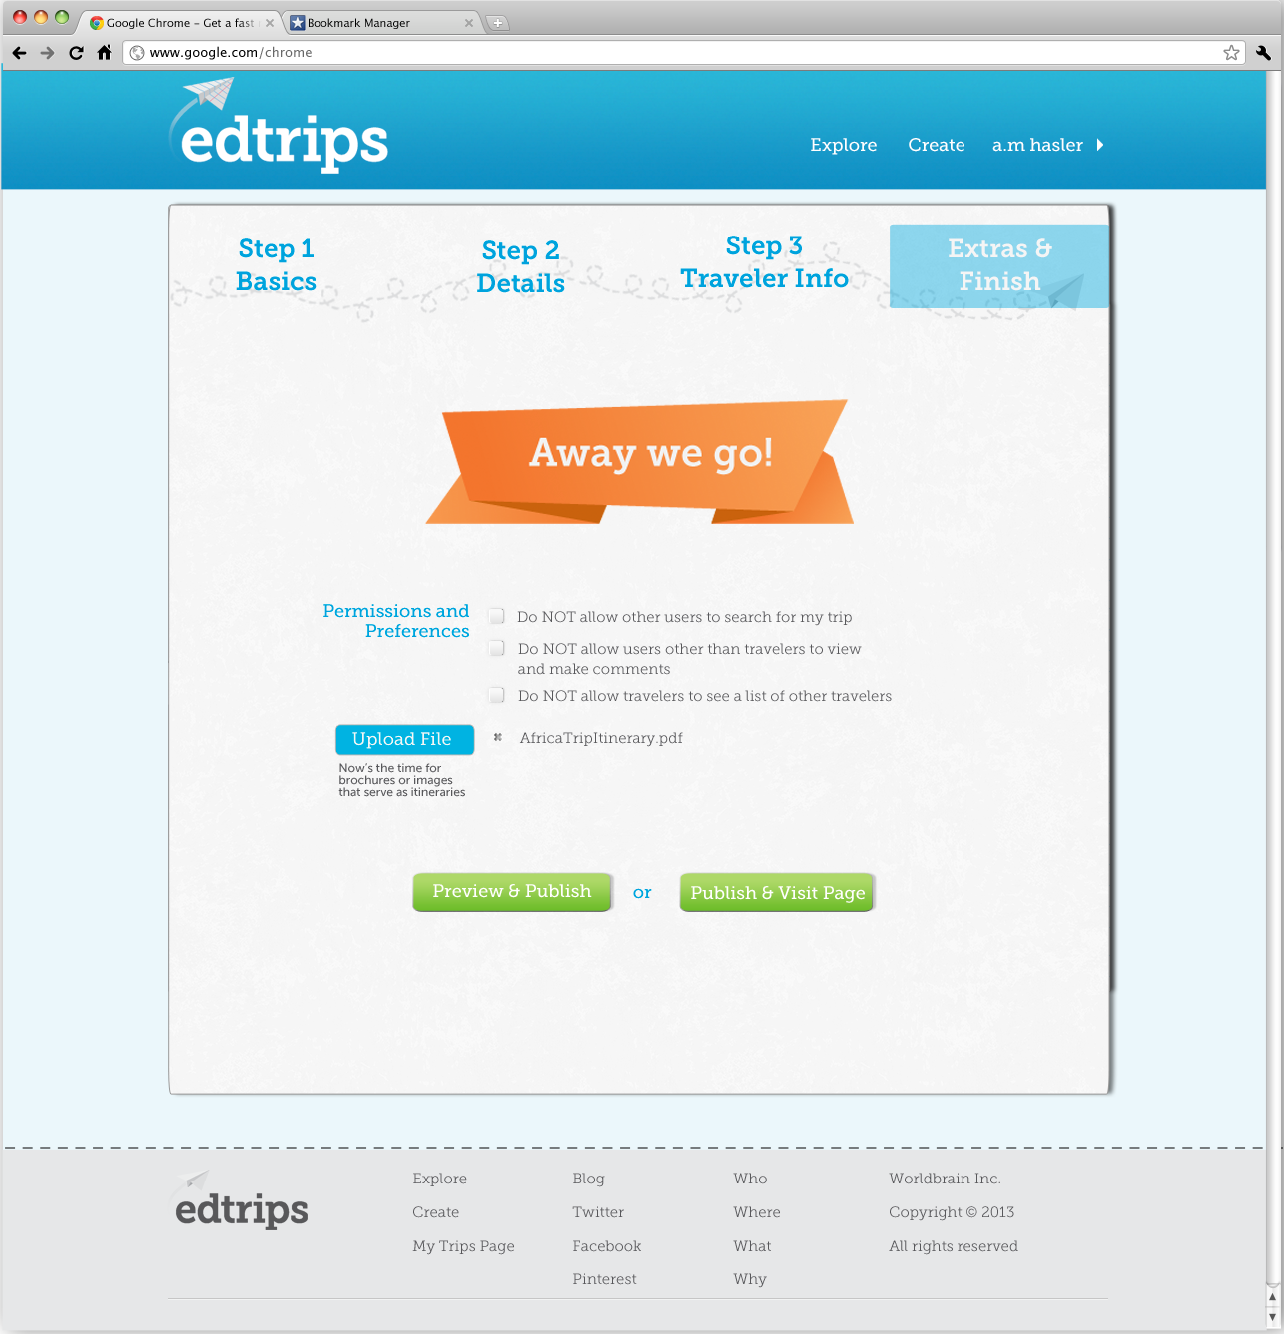 Google Chrome – Get a fast
Bookmark Manager
www.google.com/chrome
edtrips
Explore
Create
a.m hasler
Step 1
Basics
Step 2
Details
Step 3
Traveler Info
Extras &
Finish
Away we go!
Permissions and
Preferences
Do NOT allow other users to search for my trip
Do NOT allow users other than travelers to view
and make comments
Do NOT allow travelers to see a list of other travelers
Upload File
AfricaTripItinerary.pdf
Now's the time for
brochures or images
that serve as itineraries
Preview & Publish
or
Publish & Visit Page
edtrips
Explore
Create
My Trips Page
Blog
Twitter
Facebook
Pinterest
Who
Where
What
Why
Worldbrain Inc.
Copyright © 2013
All rights reserved